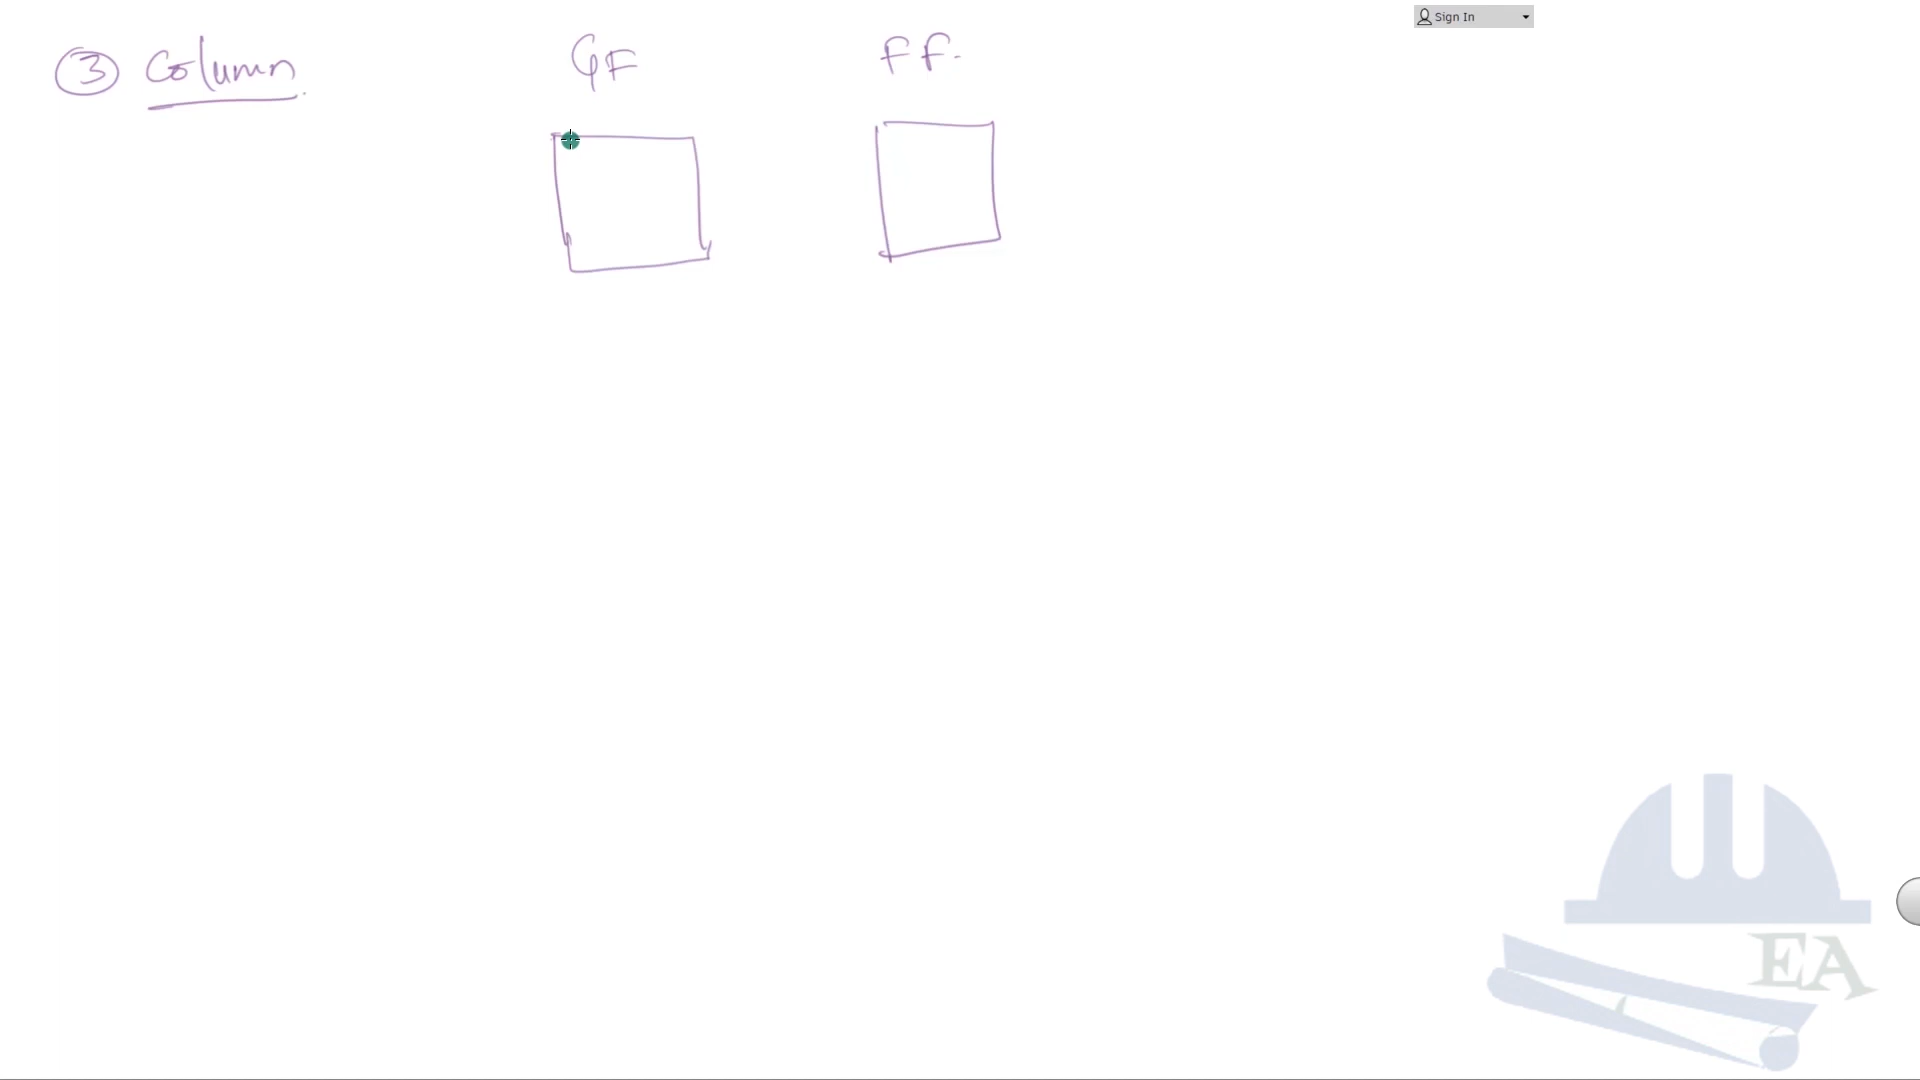 Sign In
③ Column GF FF.
EA